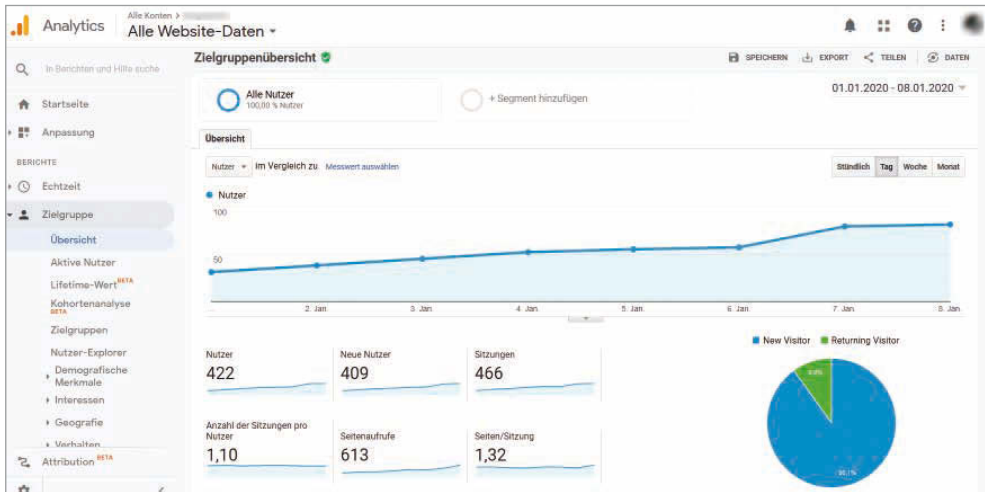 Analytics
Alle Konten >
Alle Website-Daten
In Berichten und Hilfe suche
Startseite
Anpassung
BERICHTE
Echtzeit
Zielgruppe
Übersicht
Aktive Nutzer
Lifetime-Wert BETA
Kohortenanalyse
BETA
Zielgruppen
Nutzer-Explorer
Demografische
Merkmale
Interessen
Geografie
Verhalten
Attribution BETA
Zielgruppenübersicht
SPEICHERN EXPORT TEILEN DATEN
Alle Nutzer
100,00 % Nutzer
+ Segment hinzufügen
01.01.2020 - 08.01.2020
Übersicht
Nutzer im Vergleich zu Messwert auswählen
Stündlich Tag Woche Monat
Nutzer
100
50
... 2. Jan 3. Jan 4. Jan 5. Jan 6. Jan 7. Jan 8. Jan
New Visitor Returning Visitor
Nutzer
422
Neue Nutzer
409
Sitzungen
466
Anzahl der Sitzungen pro
Nutzer
1,10
Seitenaufrufe
613
Seiten/Sitzung
1,32